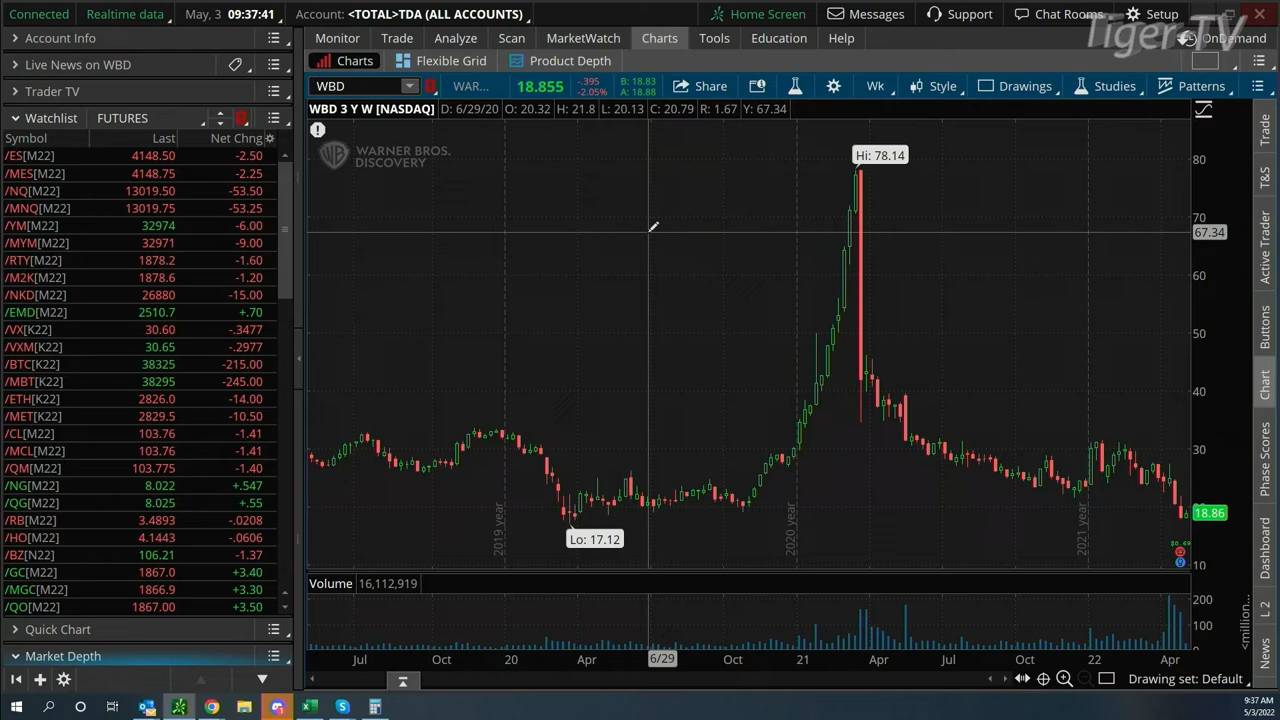 Connected Realtime data May, 3 09:37:41 Account: <TOTAL>TDA (ALL ACCOUNTS) Home Screen Messages Support Chat Rooms Setup
Tiger-TV
Account Info
Live News on WBD
Trader TV
Watchlist FUTURES
Symbol Last Net Chng
/ES[M22] 4148.50 -2.50
/MES[M22] 4148.75 -2.25
/NQ[M22] 13019.50 -53.50
/MNQ[M22] 13019.75 -53.25
/YM[M22] 32974 -6.00
/MYM[M22] 32971 -9.00
/RTY[M22] 1878.2 -1.60
/M2K[M22] 1878.6 -1.20
/NKD[M22] 26880 -15.00
/EMD[M22] 2510.7 +.70
/VX[K22] 30.60 -.3477
/VXM[K22] 30.65 -.2977
/BTC[K22] 38325 -215.00
/MBT[K22] 38295 -245.00
/ETH[K22] 2826.0 -14.00
/MET[K22] 2829.5 -10.50
/CL[M22] 103.76 -1.41
/MCL[M22] 103.76 -1.41
/QM[M22] 103.775 -1.40
/NG[M22] 8.022 +.547
/QG[M22] 8.025 +.55
/RB[M22] 3.4893 -.0208
/HO[M22] 4.1443 -.0606
/BZ[N22] 106.21 -1.37
/GC[M22] 1867.0 +3.40
/MGC[M22] 1866.9 +3.30
/QO[M22] 1867.00 +3.50
Quick Chart
Market Depth
Monitor Trade Analyze Scan MarketWatch Charts Tools Education Help OnDemand
Charts Flexible Grid Product Depth
WBD WAR... 18.855 -.395 -2.05% B: 18.83 A: 18.88 Share Wk Style Drawings Studies Patterns
WBD 3 Y W [NASDAQ] D: 6/29/20 O: 20.32 H: 21.8 L: 20.13 C: 20.79 R: 1.67 Y: 67.34
WARNER BROS.
DISCOVERY
Hi: 78.14
Lo: 17.12
80
70
67.34
60
50
40
30
18.86
10
2019 year
2020 year
2021 year
$0.69
Volume 16,112,919
200
100
<million...
Jul Oct 20 Apr 6/29 Oct 21 Apr Jul Oct 22 Apr
Drawing set: Default
Trade
T&S
Active Trader
Buttons
Chart
Phase Scores
Dashboard
L 2
News
9:37 AM
5/3/2022